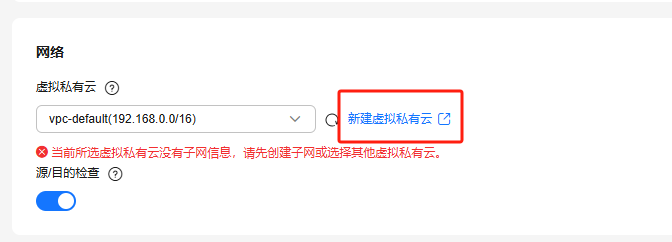 网络
虚拟私有云 ?
vpc-default(192.168.0.0/16) 新建虚拟私有云
当前所选虚拟私有云没有子网信息，请先创建子网或选择其他虚拟私有云。
源/目的检查 ?